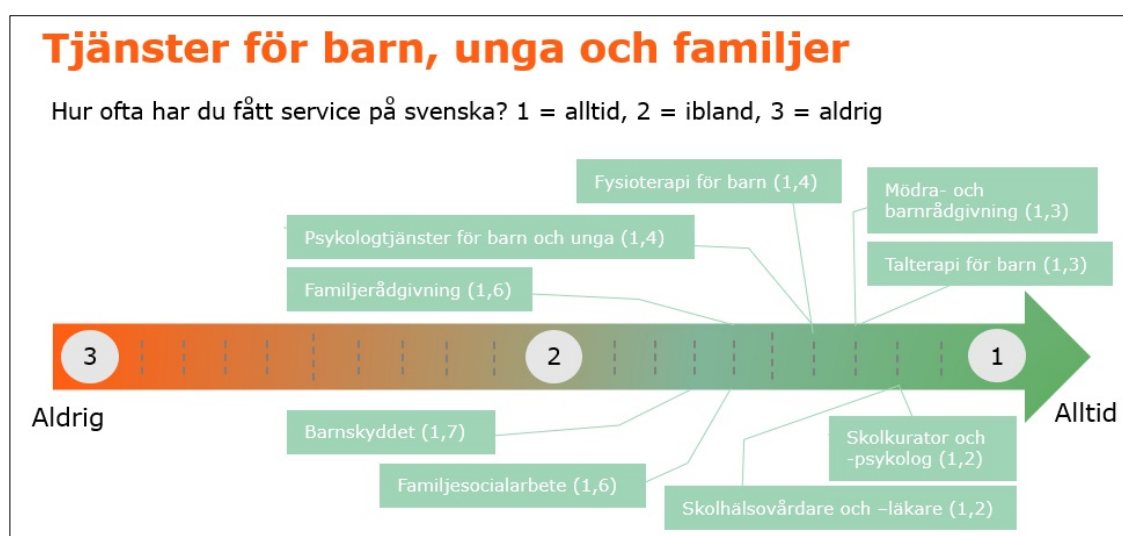 Tjänster för barn, unga och familjer
Hur ofta har du fått service på svenska? 1 = alltid, 2 = ibland, 3 = aldrig
Fysioterapi för barn (1,4)
Mödra- och
barnrådgivning (1,3)
Psykologtjänster för barn och unga (1,4)
Talterapi för barn (1,3)
Familjerådgivning (1,6)
3
2
1
Aldrig
Alltid
Barnskyddet (1,7)
Skolkurator och
-psykolog (1,2)
Familjesocialarbete (1,6)
Skolhälsovårdare och –läkare (1,2)